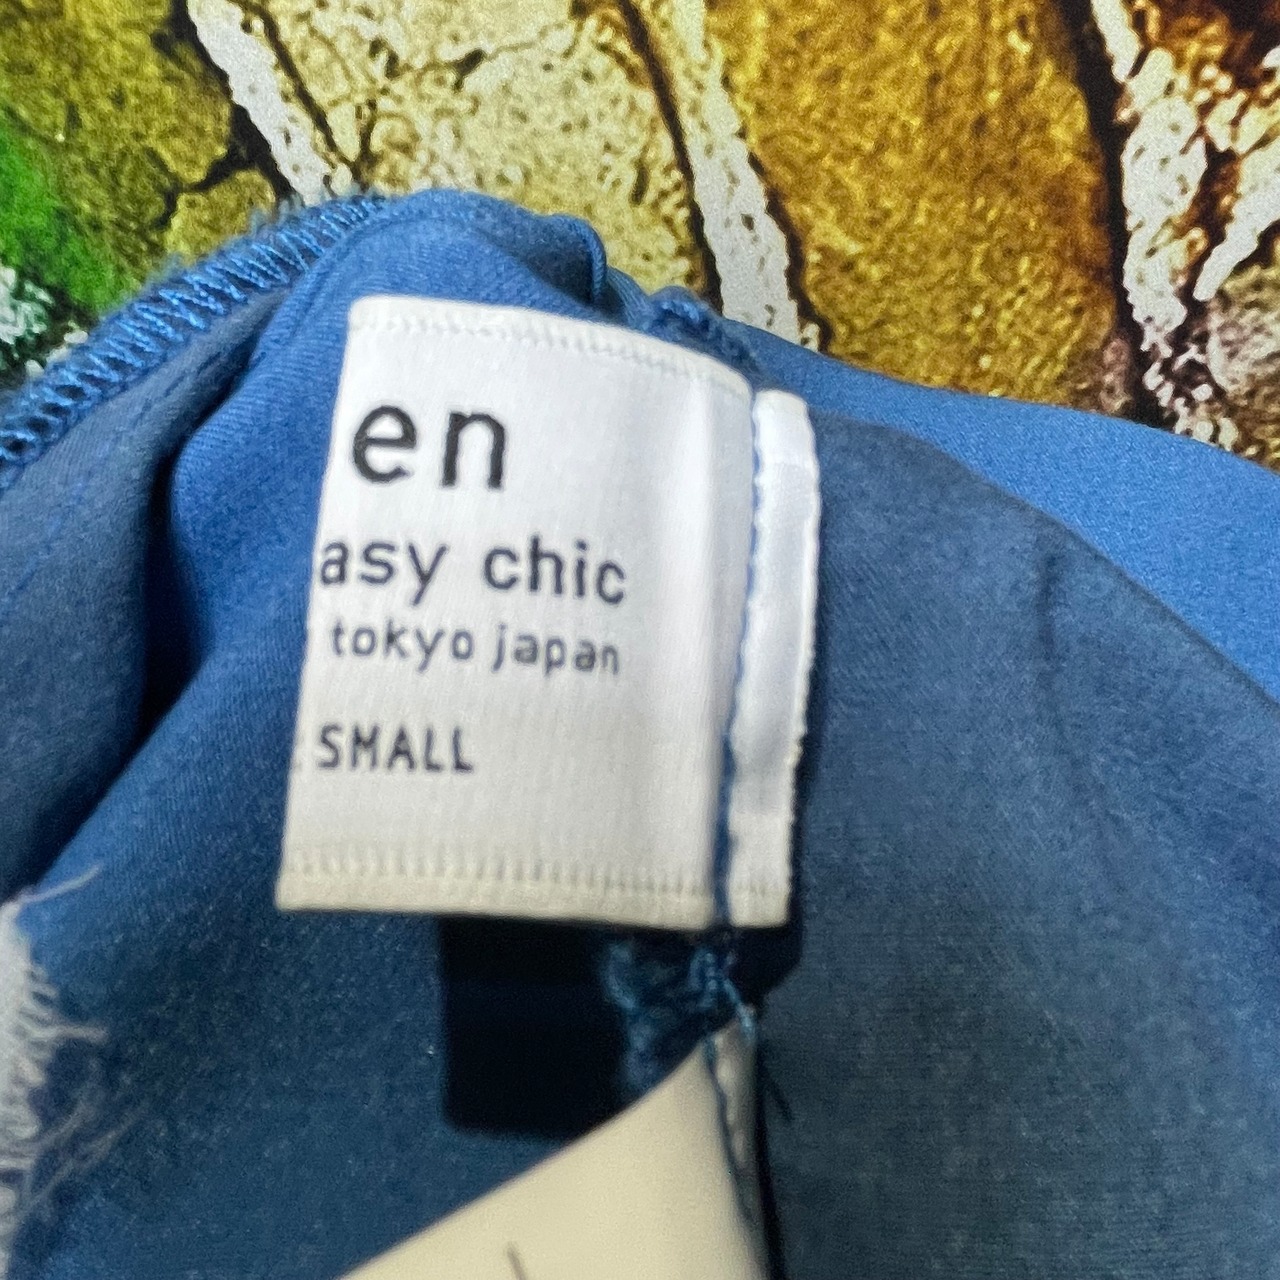 en
asy chic
tokyo japan
SMALL